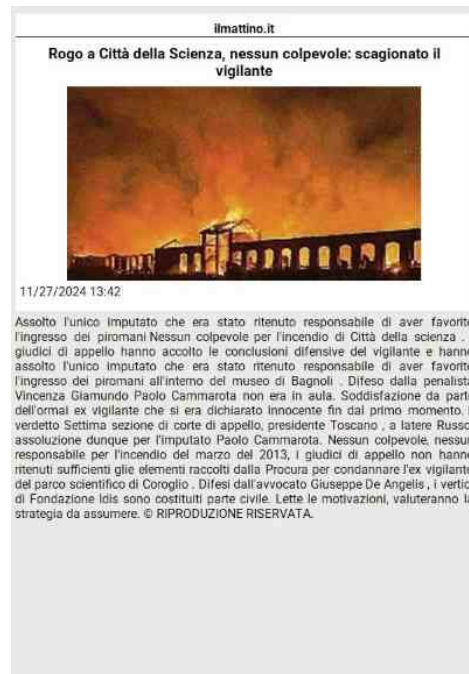 ilmattino.it
Rogo a Città della Scienza, nessun colpevole: scagionato il
vigilante
11/27/2024 13:42
Assolto l'unico imputato che era stato ritenuto responsabile di aver favorito
l'ingresso dei piromani Nessun colpevole per l'incendio di Città della scienza .
giudici di appello hanno accolto le conclusioni difensive del vigilante e hanno
assolto l'unico imputato che era stato ritenuto responsabile di aver favorito
l'ingresso dei piromani all'interno del museo di Bagnoli . Difeso dalla penalista
Vincenza Giamundo Paolo Cammarota non era in aula. Soddisfazione da parte
dell'ormai ex vigilante che si era dichiarato innocente fin dal primo momento.
verdetto Settima sezione di corte di appello, presidente Toscano , a latere Russo,
assoluzione dunque per l'imputato Paolo Cammarota. Nessun colpevole, nessun
responsabile per l'incendio del marzo del 2013, i giudici di appello non hanno
ritenuti sufficienti glie elementi raccolti dalla Procura per condannare l'ex vigilante
del parco scientifico di Coroglio . Difesi dall'avvocato Giuseppe De Angelis , i vertici
di Fondazione Idis sono costituiti parte civile. Lette le motivazioni, valuteranno la
strategia da assumere. © RIPRODUZIONE RISERVATA.